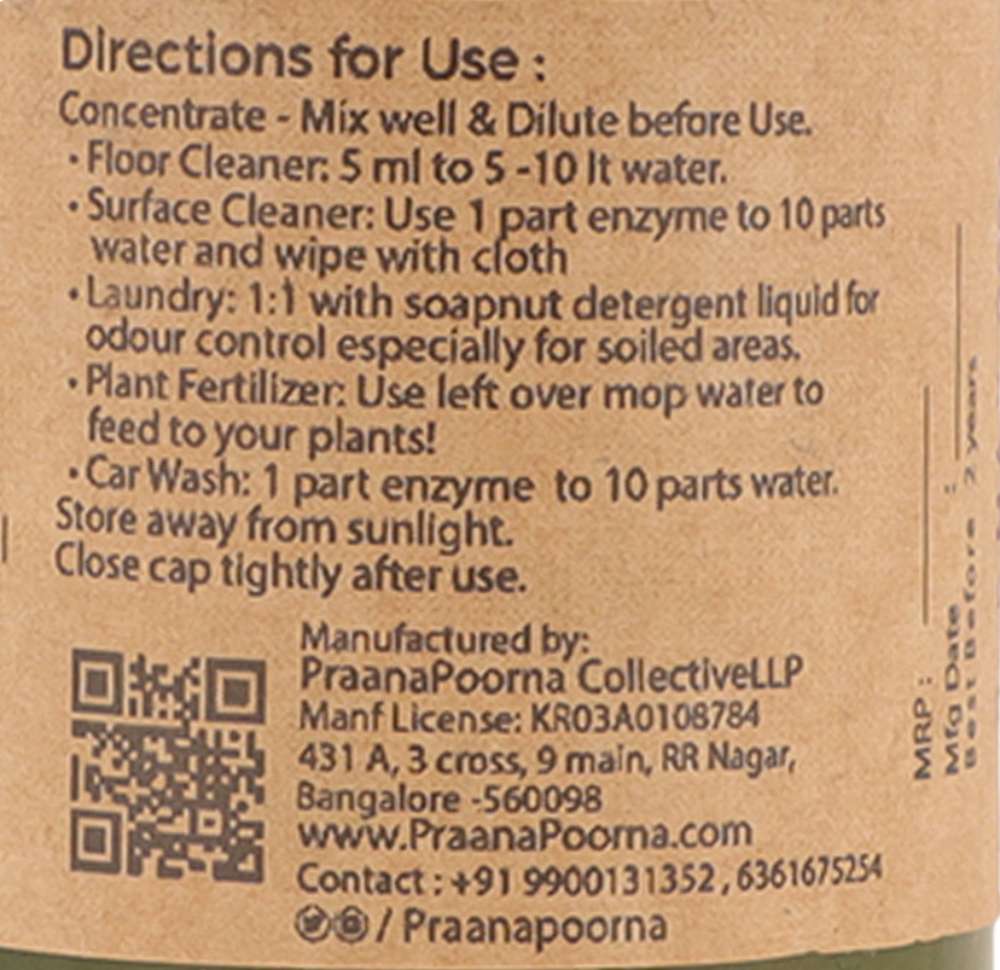 Directions for Use :
Concentrate - Mix well & Dilute before Use.
• Floor Cleaner: 5 ml to 5 -10 lt water.
• Surface Cleaner: Use 1 part enzyme to 10 parts
water and wipe with cloth
• Laundry: 1:1 with soapnut detergent liquid for
odour control especially for soiled areas.
• Plant Fertilizer: Use left over mop water to
feed to your plants!
• Car Wash: 1 part enzyme to 10 parts water.
Store away from sunlight.
Close cap tightly after use.
Manufactured by:
PraanaPoorna CollectiveLLP
Manf License: KR03A0108784
431 A, 3 cross, 9 main, RR Nagar,
Bangalore -560098
www.PraanaPoorna.com
Contact : +91 9900131352 , 6361675254
/ Praanapoorna
MRP :
Mfg Date :
Best Before : 2 years